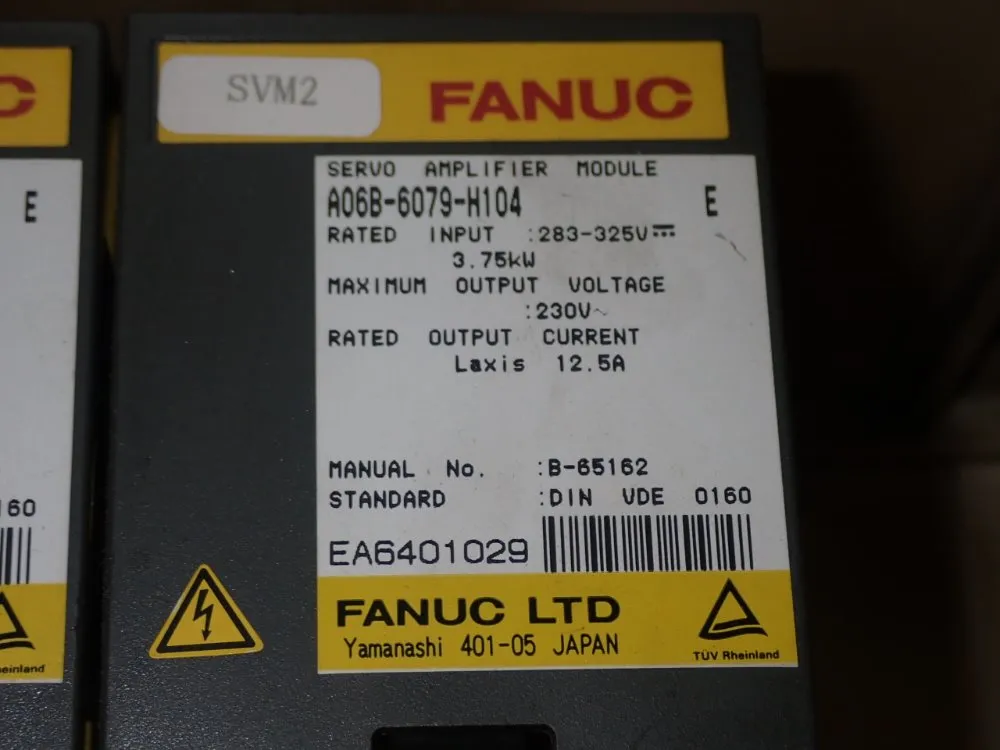 C
E
160
einland
SVM2
FANUC
SERVO AMPLIFIER MODULE
A06B-6079-H104 E
RATED INPUT :283-325V⎓
3.75kW
MAXIMUM OUTPUT VOLTAGE
:230V~
RATED OUTPUT CURRENT
Laxis 12.5A
MANUAL No. :B-65162
STANDARD :DIN VDE 0160
EA6401029
FANUC LTD
Yamanashi 401-05 JAPAN
TÜV Rheinland